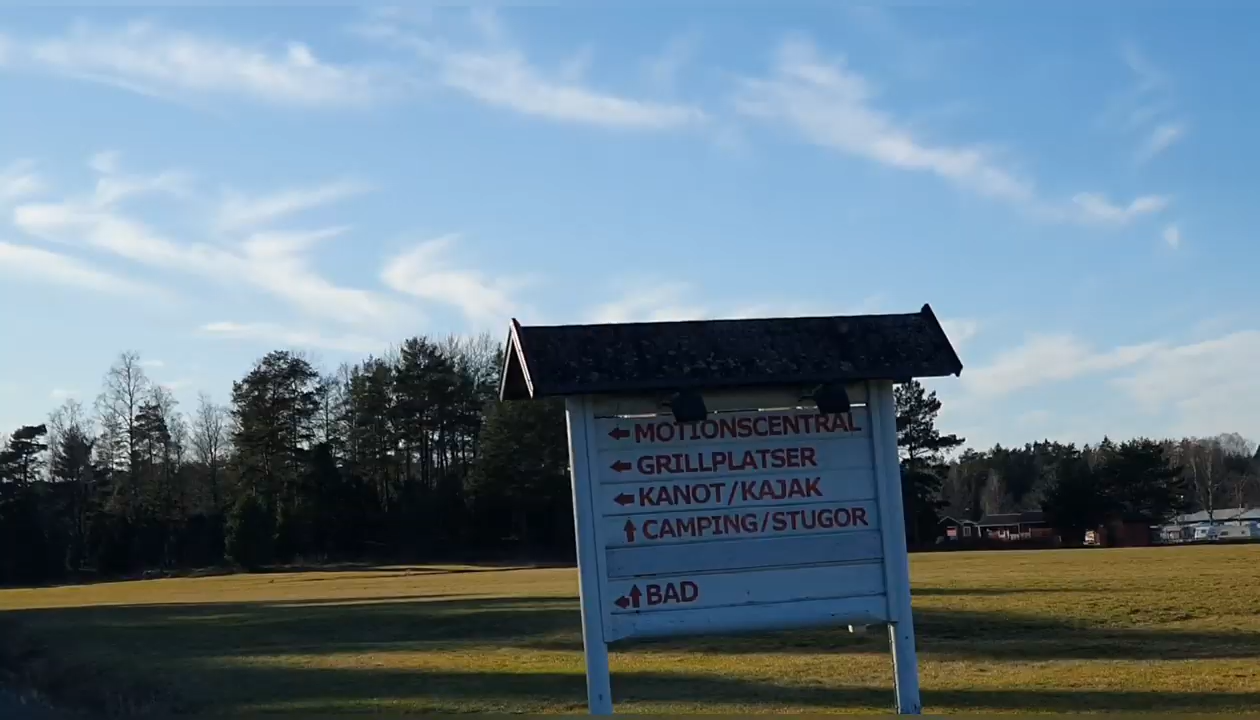 MOTIONSCENTRAL
GRILLPLATSER
KANOT/KAJAK
CAMPING/STUGOR
BAD